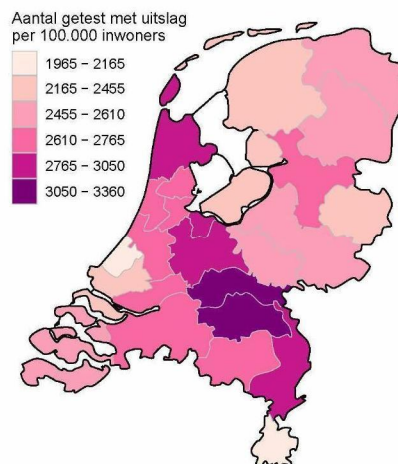 Aantal getest met uitslag
per 100.000 inwoners
1965 – 2165
2165 – 2455
2455 – 2610
2610 – 2765
2765 – 3050
3050 – 3360